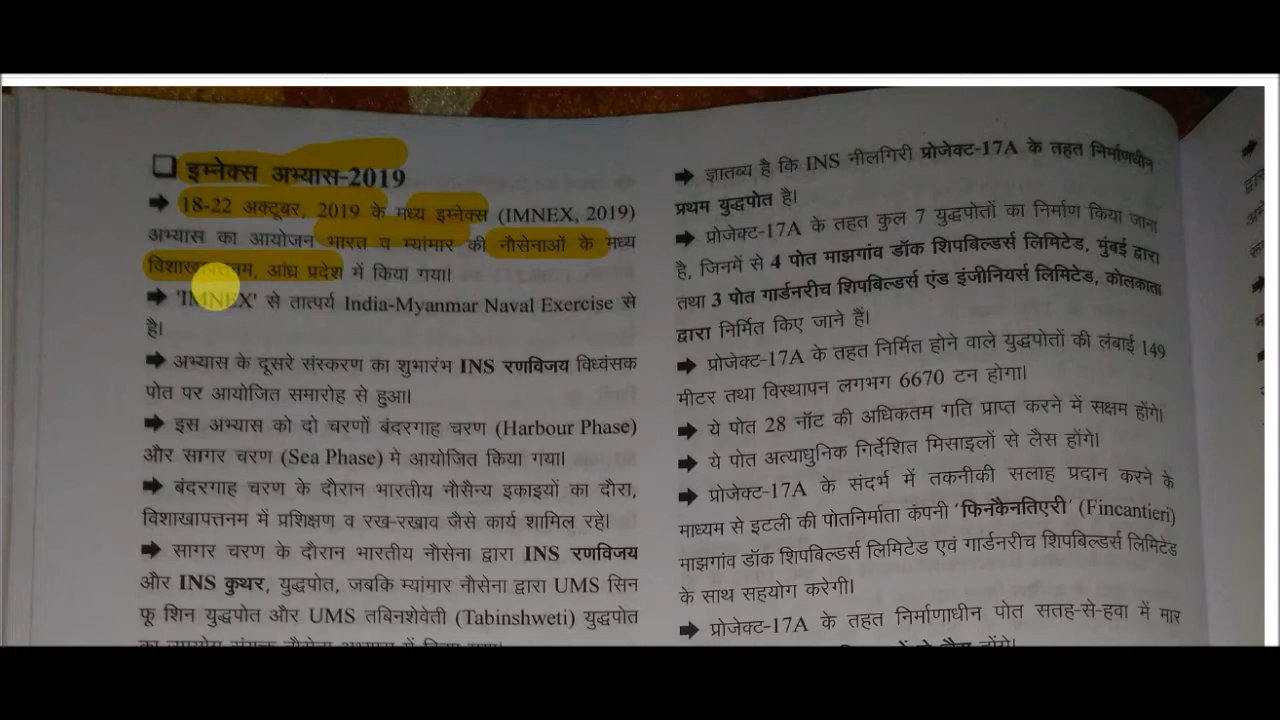 ❑ इम्नेक्स अभ्यास-2019
➡ 18-22 अक्टूबर, 2019 के मध्य इम्नेक्स (IMNEX, 2019)
अभ्यास का आयोजन भारत व म्यांमार की नौसेनाओं के मध्य
विशाखापत्तनम, आंध्र प्रदेश में किया गया।
➡ 'IMNEX' से तात्पर्य India-Myanmar Naval Exercise से
है।
➡ अभ्यास के दूसरे संस्करण का शुभारंभ INS रणविजय विध्वंसक
पोत पर आयोजित समारोह से हुआ।
➡ इस अभ्यास को दो चरणों बंदरगाह चरण (Harbour Phase)
और सागर चरण (Sea Phase) में आयोजित किया गया।
➡ बंदरगाह चरण के दौरान भारतीय नौसैन्य इकाइयों का दौरा,
विशाखापत्तनम में प्रशिक्षण व रख-रखाव जैसे कार्य शामिल रहे।
➡ सागर चरण के दौरान भारतीय नौसेना द्वारा INS रणविजय
और INS कुथर, युद्धपोत, जबकि म्यांमार नौसेना द्वारा UMS सिन
फू शिन युद्धपोत और UMS तबिनशेवेती (Tabinshweti) युद्धपोत
➡ ज्ञातव्य है कि INS नीलगिरी प्रोजेक्ट-17A के तहत निर्माणधीन
प्रथम युद्धपोत है।
➡ प्रोजेक्ट-17A के तहत कुल 7 युद्धपोतों का निर्माण किया जाना
है, जिनमें से 4 पोत माझगांव डॉक शिपबिल्डर्स लिमिटेड, मुंबई द्वारा
तथा 3 पोत गार्डनरीच शिपबिल्डर्स एंड इंजीनियर्स लिमिटेड, कोलकाता
द्वारा निर्मित किए जाने हैं।
➡ प्रोजेक्ट-17A के तहत निर्मित होने वाले युद्धपोतों की लंबाई 149
मीटर तथा विस्थापन लगभग 6670 टन होगा।
➡ ये पोत 28 नॉट की अधिकतम गति प्राप्त करने में सक्षम होंगे।
➡ ये पोत अत्याधुनिक निर्देशित मिसाइलों से लैस होंगे।
➡ प्रोजेक्ट-17A के संदर्भ में तकनीकी सलाह प्रदान करने के
माध्यम से इटली की पोतनिर्माता कंपनी 'फिनकैनतिएरी' (Fincantieri)
माझगांव डॉक शिपबिल्डर्स लिमिटेड एवं गार्डनरीच शिपबिल्डर्स लिमिटेड
के साथ सहयोग करेगी।
➡ प्रोजेक्ट-17A के तहत निर्माणाधीन पोत सतह-से-हवा में मार